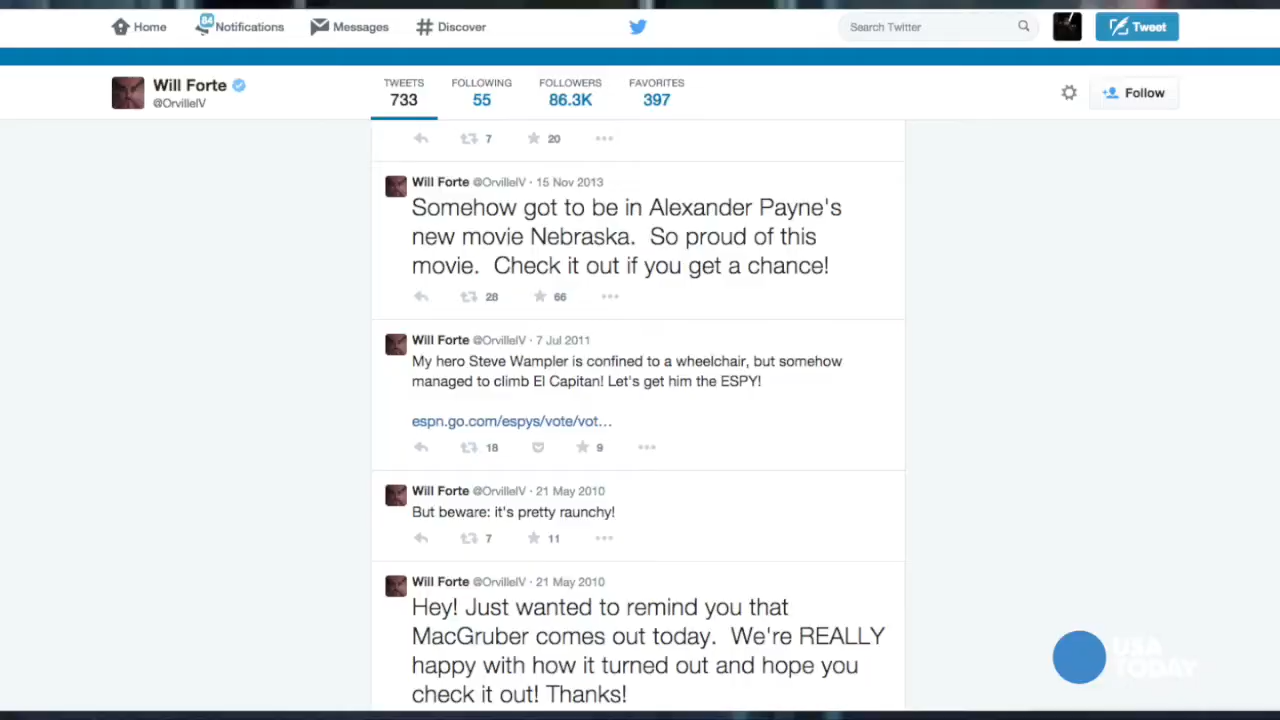 Home
84
Notifications
Messages
Discover
Search Twitter
Tweet
Will Forte
@OrvilleIV
TWEETS
733
FOLLOWING
55
FOLLOWERS
86.3K
FAVORITES
397
Follow
7 20
Will Forte @OrvilleIV · 15 Nov 2013
Somehow got to be in Alexander Payne's
new movie Nebraska.  So proud of this
movie.  Check it out if you get a chance!
28 66
Will Forte @OrvilleIV · 7 Jul 2011
My hero Steve Wampler is confined to a wheelchair, but somehow
managed to climb El Capitan! Let's get him the ESPY!
espn.go.com/espys/vote/vot...
18 9
Will Forte @OrvilleIV · 21 May 2010
But beware: it's pretty raunchy!
7 11
Will Forte @OrvilleIV · 21 May 2010
Hey! Just wanted to remind you that
MacGruber comes out today.  We're REALLY
happy with how it turned out and hope you
check it out! Thanks!
USA
TODAY